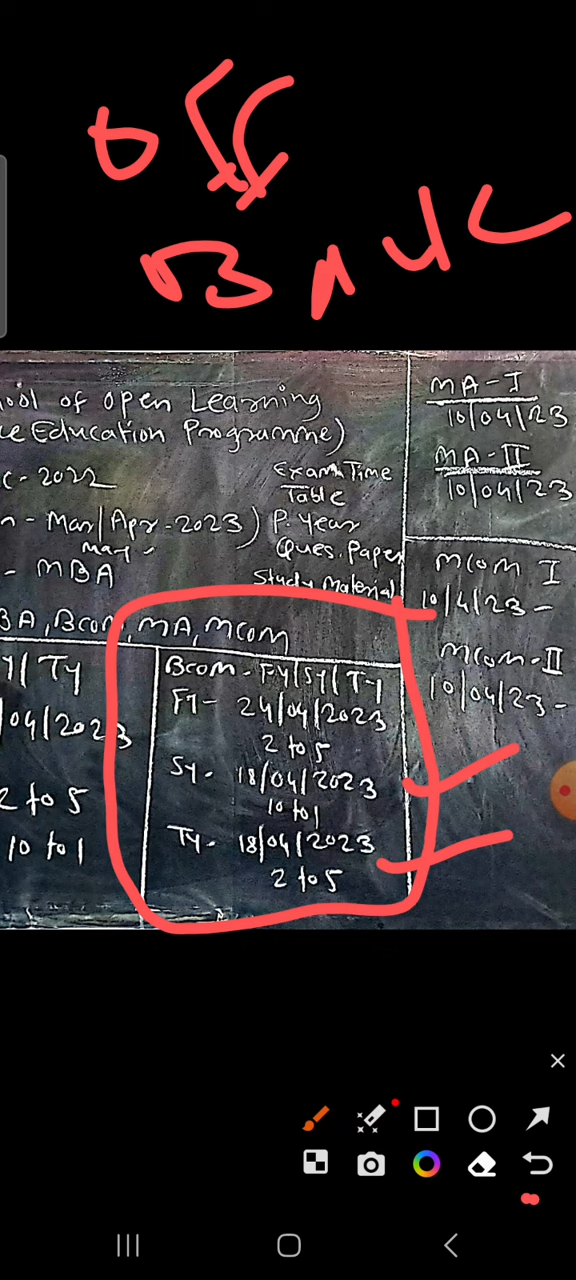 off
ool of open Learning
ce Education Programme)
c - 2022
Exam Time
Table
n - Mar/Apr - 2023)
may -
P. Year
Ques. Paper
- MBA
Study Material
BA, BCom, MA, MCOM
Y/TY
/04/2023
2 to 5
10 to 1
BCOM - FY/SY/TY
FY - 24/04/2023
2 to 5
SY - 18/04/2023
10 to 1
TY - 18/04/2023
2 to 5
MA - I
10/04/23
MA - II
10/04/23
MCOM I
10/4/23 -
MCOM - II
10/04/23 -